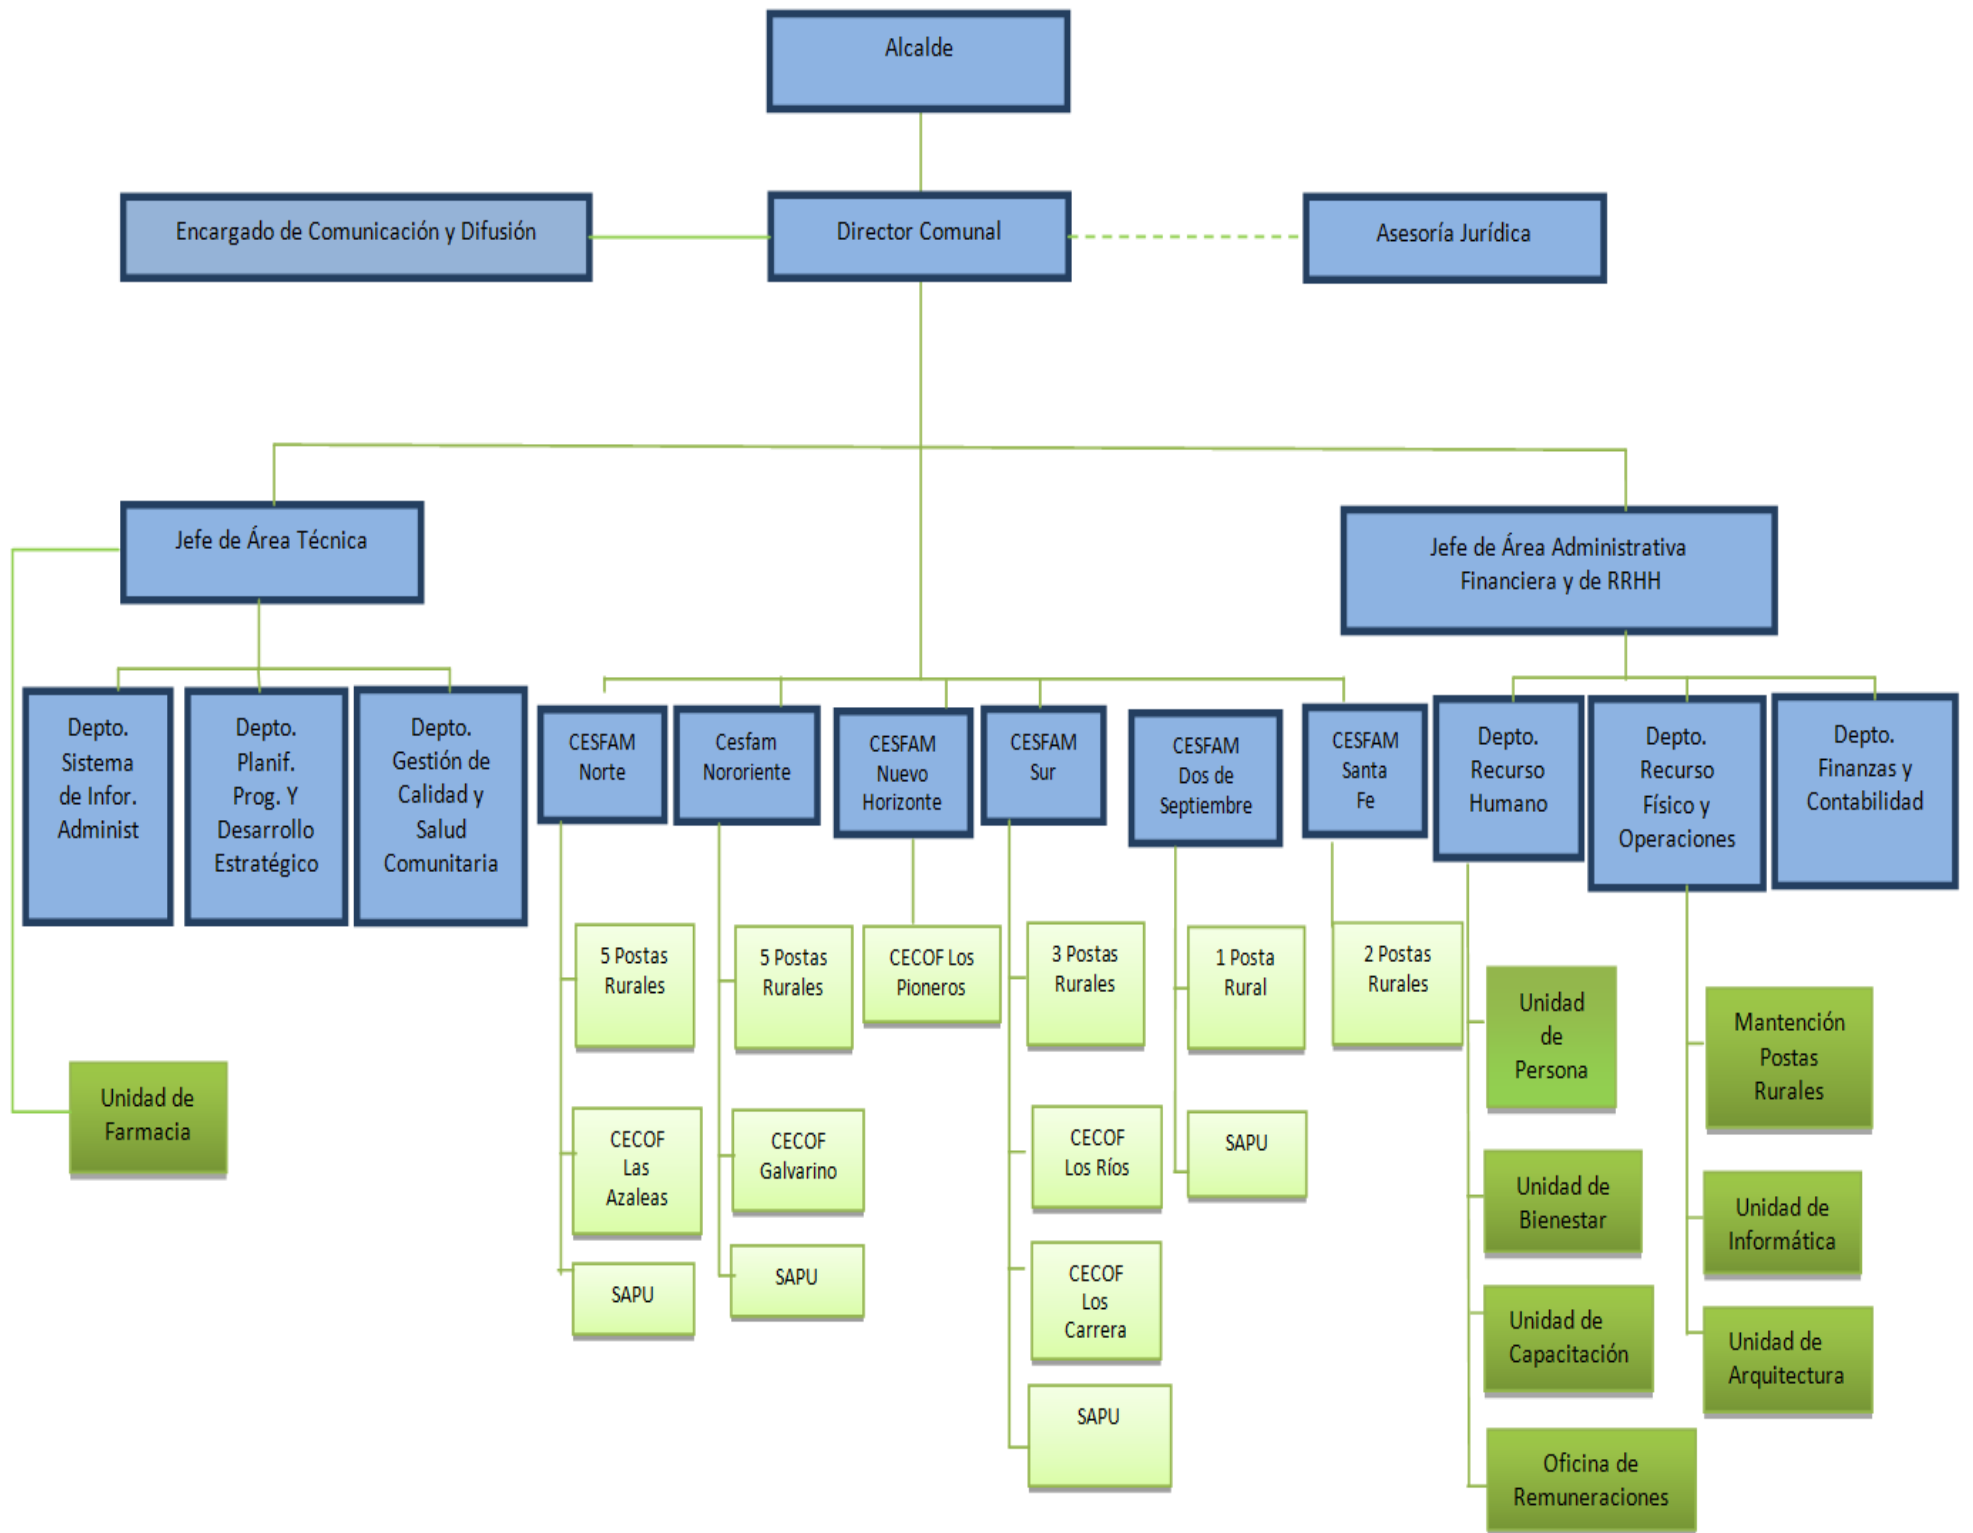 Alcalde
Encargado de Comunicación y Difusión
Director Comunal
Asesoría Jurídica
Jefe de Área Técnica
Jefe de Área Administrativa
Financiera y de RRHH
Depto.
Sistema
de Infor.
Administ
Depto.
Planif.
Prog. Y
Desarrollo
Estratégico
Depto.
Gestión de
Calidad y
Salud
Comunitaria
CESFAM
Norte
Cesfam
Nororiente
CESFAM
Nuevo
Horizonte
CESFAM
Sur
CESFAM
Dos de
Septiembre
CESFAM
Santa
Fe
Depto.
Recurso
Humano
Depto.
Recurso
Físico y
Operaciones
Depto.
Finanzas y
Contabilidad
5 Postas
Rurales
5 Postas
Rurales
CECOF Los
Pioneros
3 Postas
Rurales
1 Posta
Rural
2 Postas
Rurales
Unidad
de
Persona
Mantención
Postas
Rurales
Unidad de
Farmacia
CECOF
Las
Azaleas
CECOF
Galvarino
CECOF
Los Ríos
SAPU
Unidad de
Bienestar
Unidad de
Informática
SAPU
SAPU
CECOF
Los
Carrera
Unidad de
Capacitación
Unidad de
Arquitectura
SAPU
Oficina de
Remuneraciones